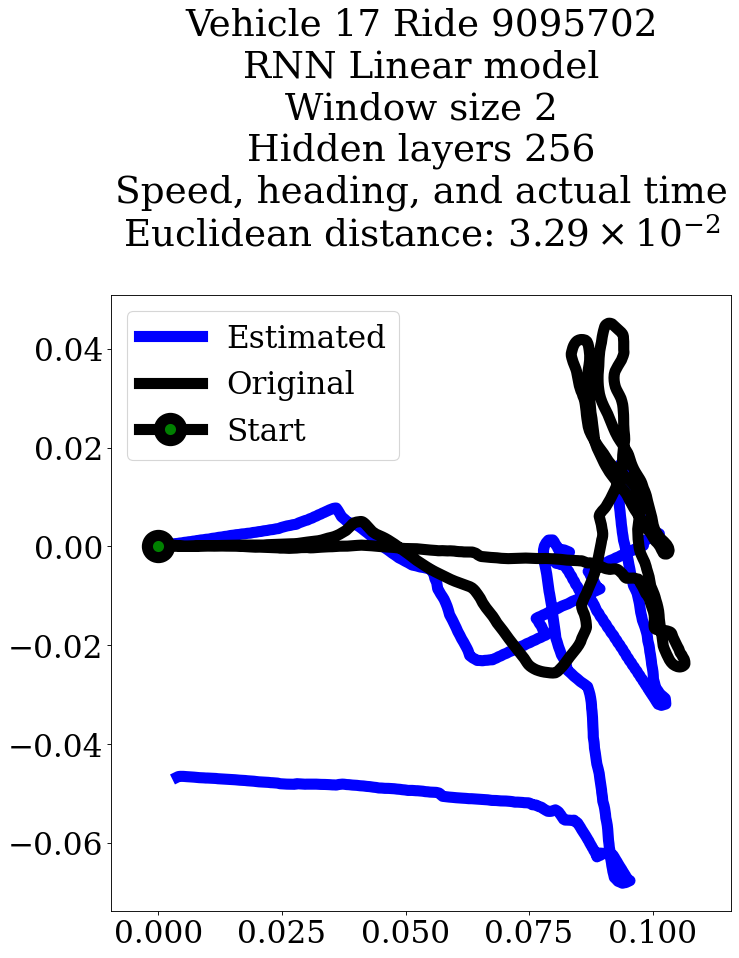 Vehicle 17 Ride 9095702
RNN Linear model
Window size 2
Hidden layers 256
Speed, heading, and actual time
Euclidean distance: 3.29 × 10⁻²
Estimated
Original
Start
0.04
0.02
0.00
−0.02
−0.04
−0.06
0.000 0.025 0.050 0.075 0.100